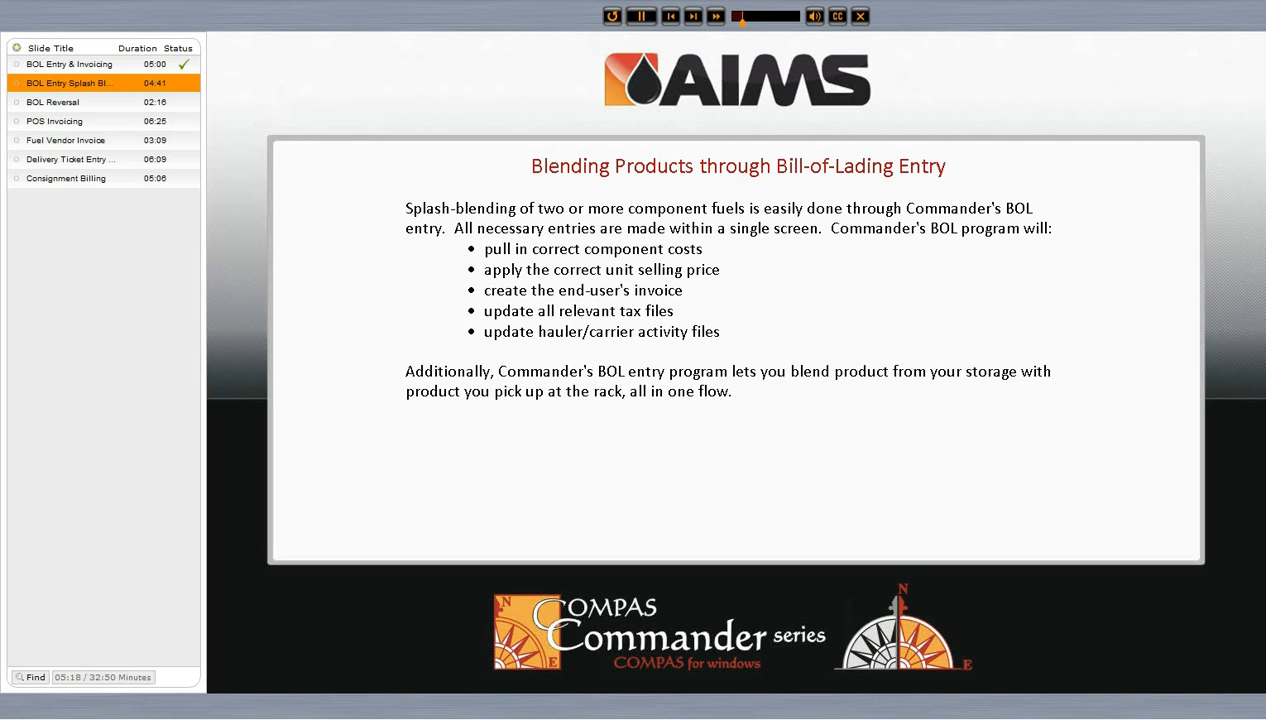 Slide Title Duration Status
BOL Entry & Invoicing 05:00
BOL Entry Splash Bl... 04:41
BOL Reversal 02:16
POS Invoicing 06:25
Fuel Vendor Invoice 03:09
Delivery Ticket Entry ... 06:09
Consignment Billing 05:06
Find 05:18 / 32:50 Minutes
CC
AIMS
Blending Products through Bill-of-Lading Entry
Splash-blending of two or more component fuels is easily done through Commander's BOL
entry. All necessary entries are made within a single screen. Commander's BOL program will:
• pull in correct component costs
• apply the correct unit selling price
• create the end-user's invoice
• update all relevant tax files
• update hauler/carrier activity files
Additionally, Commander's BOL entry program lets you blend product from your storage with
product you pick up at the rack, all in one flow.
N
E
COMPAS
Commander series
COMPAS for windows
N
E